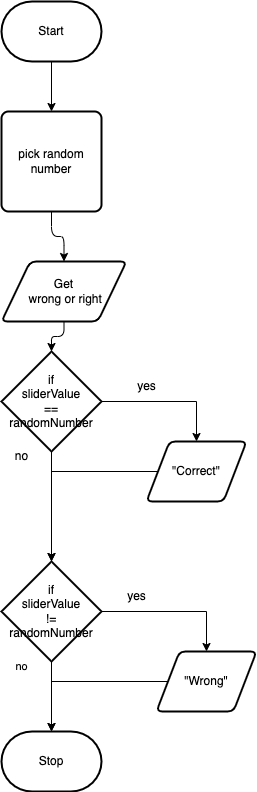 Start
pick random
number
Get
wrong or right
if
sliderValue
==
randomNumber
yes
no
"Correct"
if
sliderValue
!=
randomNumber
yes
no
"Wrong"
Stop